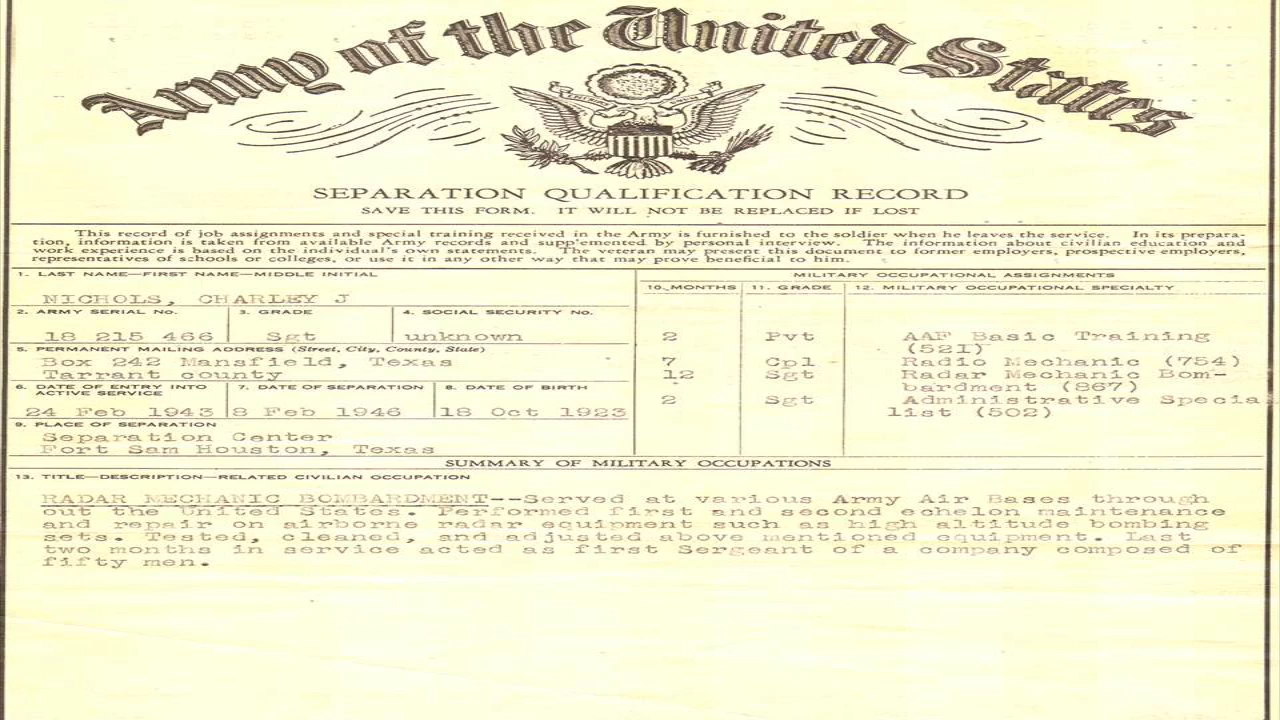 Army of the United States
SEPARATION QUALIFICATION RECORD
SAVE THIS FORM. IT WILL NOT BE REPLACED IF LOST
This record of job assignments and special training received in the Army is furnished to the soldier when he leaves the service. In its prepara-
tion, information is taken from available Army records and supplemented by personal interview. The information about civilian education and
work experience is based on the individual's own statements. The veteran may present this document to former employers, prospective employers,
representatives of schools or colleges, or use it in any other way that may prove beneficial to him.
1. LAST NAME—FIRST NAME—MIDDLE INITIAL
NICHOLS, CHARLEY J
2. ARMY SERIAL No. 3. GRADE 4. SOCIAL SECURITY No.
18 215 466 Sgt unknown
5. PERMANENT MAILING ADDRESS (Street, City, County, State)
Box 242 Mansfield, Texas
Tarrant county
6. DATE OF ENTRY INTO ACTIVE SERVICE 7. DATE OF SEPARATION 8. DATE OF BIRTH
24 Feb 1943 8 Feb 1946 18 Oct 1923
9. PLACE OF SEPARATION
Separation Center
Fort Sam Houston, Texas
MILITARY OCCUPATIONAL ASSIGNMENTS
10. MONTHS 11. GRADE 12. MILITARY OCCUPATIONAL SPECIALTY
2 Pvt AAF Basic Training
(521)
7 Cpl Radio Mechanic (754)
12 Sgt Radar Mechanic Bom-
bardment (867)
2 Sgt Administrative Specia
list (502)
SUMMARY OF MILITARY OCCUPATIONS
13. TITLE—DESCRIPTION—RELATED CIVILIAN OCCUPATION
RADAR MECHANIC BOMBARDMENT--Served at various Army Air Bases through
out the United States. Performed first and second echelon maintenance
and repair on airborne radar equipment such as high altitude bombing
sets. Tested, cleaned, and adjusted above mentioned equipment. Last
two months in service acted as first Sergeant of a company composed of
fifty men.